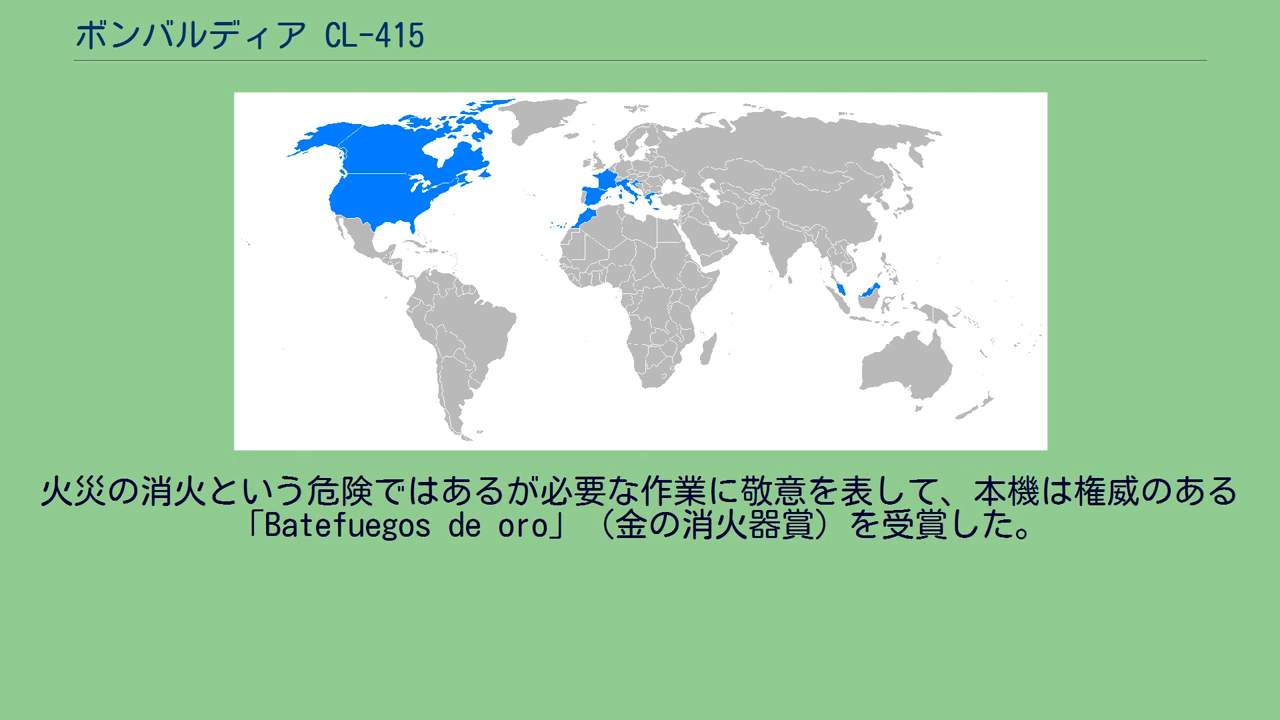 ボンバルディア CL-415
火災の消火という危険ではあるが必要な作業に敬意を表して、本機は権威のある
「Batefuegos de oro」（金の消火器賞）を受賞した。